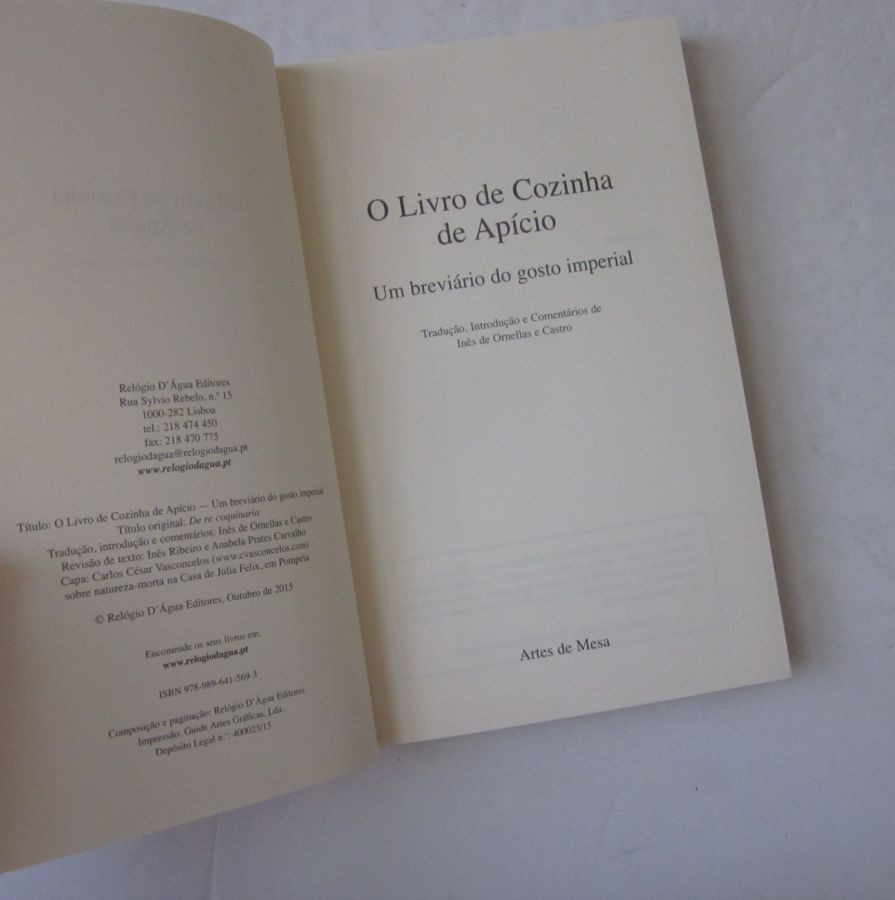 Relógio D'Água Editores
Rua Sylvio Rebelo, n.º 15
1000-282 Lisboa
tel.: 218 474 450
fax: 218 470 775
relogiodagua@relogiodagua.pt
www.relogiodagua.pt
Título: O Livro de Cozinha de Apício — Um breviário do gosto imperial
Título original: De re coquinaria
Tradução, introdução e comentários: Inês de Ornellas e Castro
Revisão de texto: Inês Ribeiro e Anabela Prates Carvalho
Capa: Carlos César Vasconcelos (www.cvasconcelos.com)
sobre natureza-morta na Casa de Julia Felix, em Pompeia
© Relógio D'Água Editores, Outubro de 2015
Encomende os seus livros em:
www.relogiodagua.pt
ISBN 978-989-641-569-3
Composição e paginação: Relógio D'Água Editores
Impressão: Guide Artes Gráficas, Lda.
Depósito Legal n.º: 400023/15
O Livro de Cozinha
de Apício
Um breviário do gosto imperial
Tradução, Introdução e Comentários de
Inês de Ornellas e Castro
Artes de Mesa